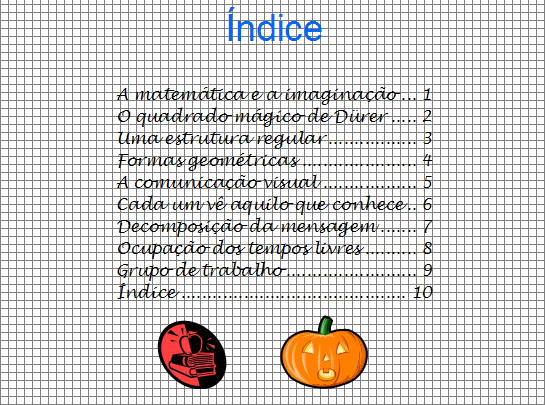 Índice
A matemática e a imaginação ... 1
O quadrado mágico de Dürer ..... 2
Uma estrutura regular ................. 3
Formas geométricas ...................... 4
A comunicação visual .................. 5
Cada um vê aquilo que conhece .. 6
Decomposição da mensagem ....... 7
Ocupação dos tempos livres .......... 8
Grupo de trabalho ......................... 9
Índice ........................................... 10